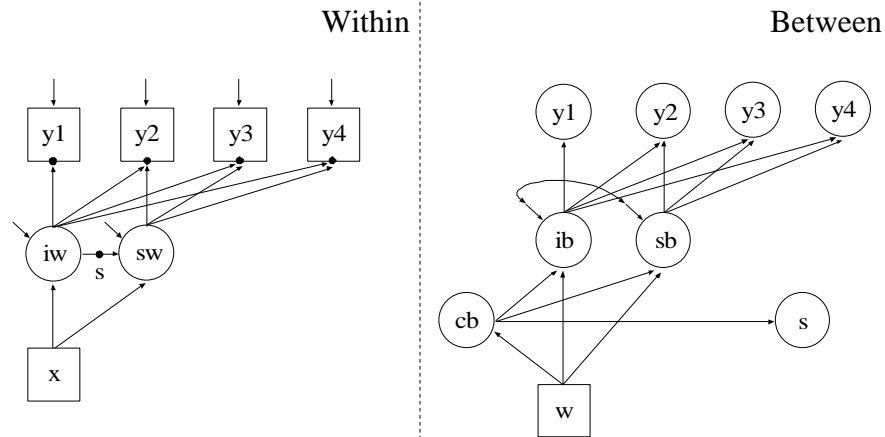 Within
Between
y1 y2 y3 y4
y1 y2 y3 y4
iw s sw
ib sb
cb s
x
w